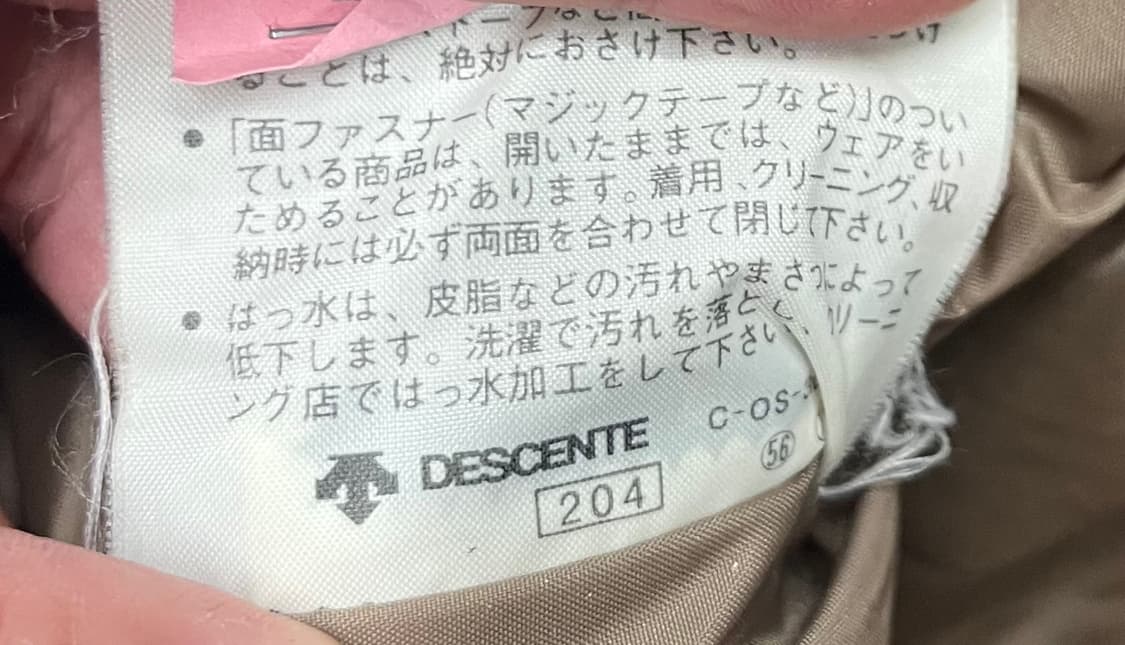 ることは、絶対におさけ下さい。
● 「面ファスナー(マジックテープなど)」のつい
ている商品は、開いたままでは、ウェアをい
ためることがあります。着用、クリーニング、収
納時には必ず両面を合わせて閉じて下さい。
● はっ水は、皮脂などの汚れやまさつによって
低下します。洗濯で汚れを落とし、クリーニ
ング店ではっ水加工をして下さい。
C-OS-
DESCENTE
56
204